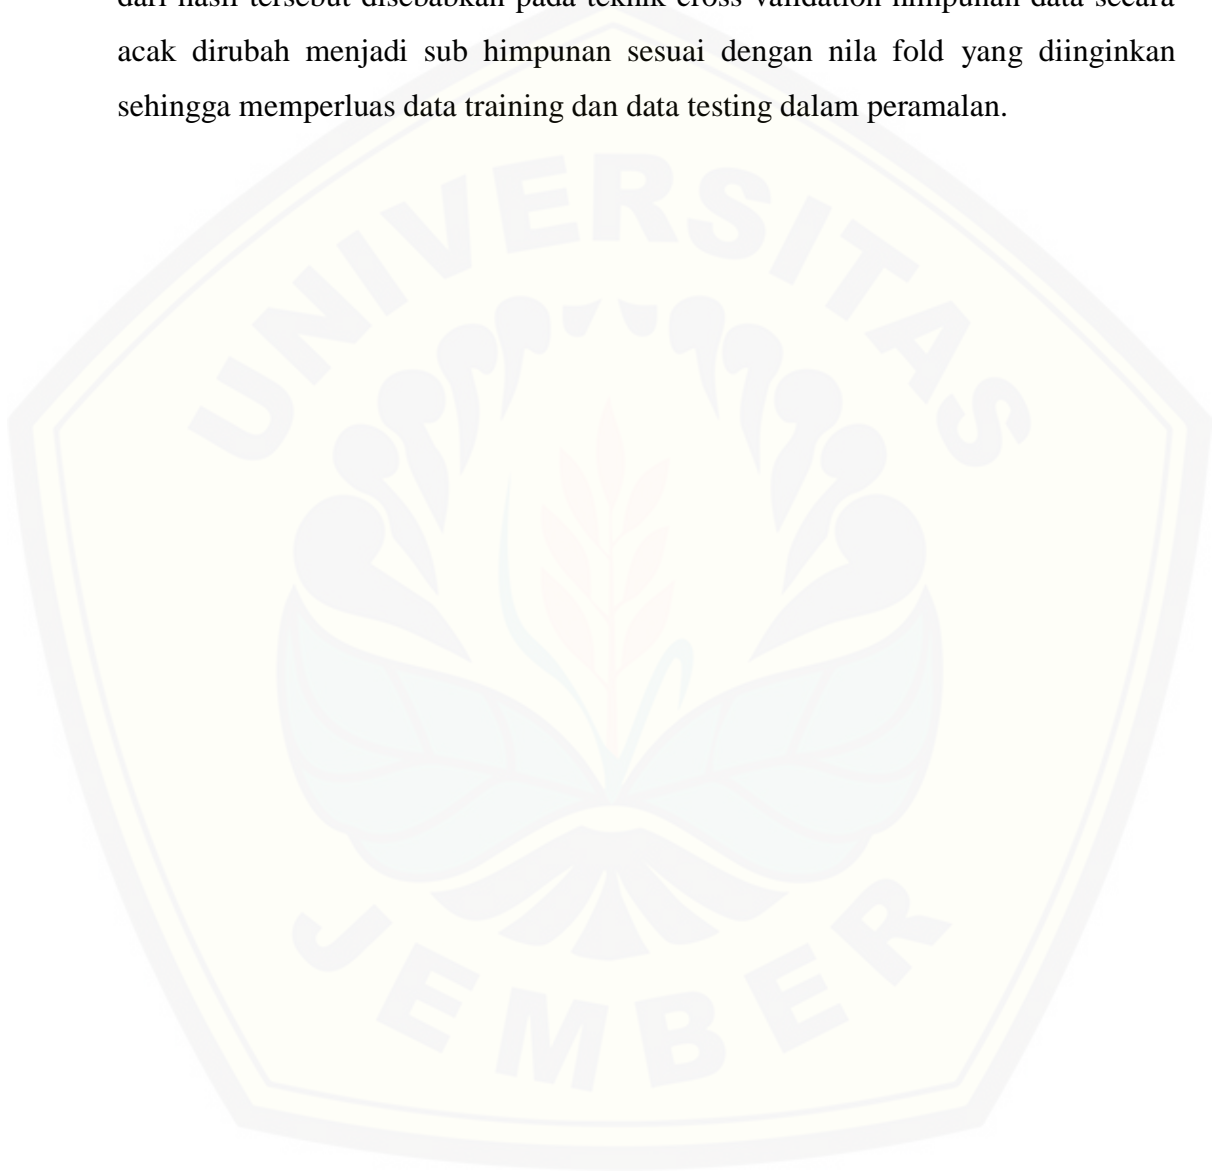 dari hasil tersebut disebabkan pada teknik cross validation himpunan data secara
acak dirubah menjadi sub himpunan sesuai dengan nila fold yang diinginkan
sehingga memperluas data training dan data testing dalam peramalan.
UNIVERSITAS
JEMBER